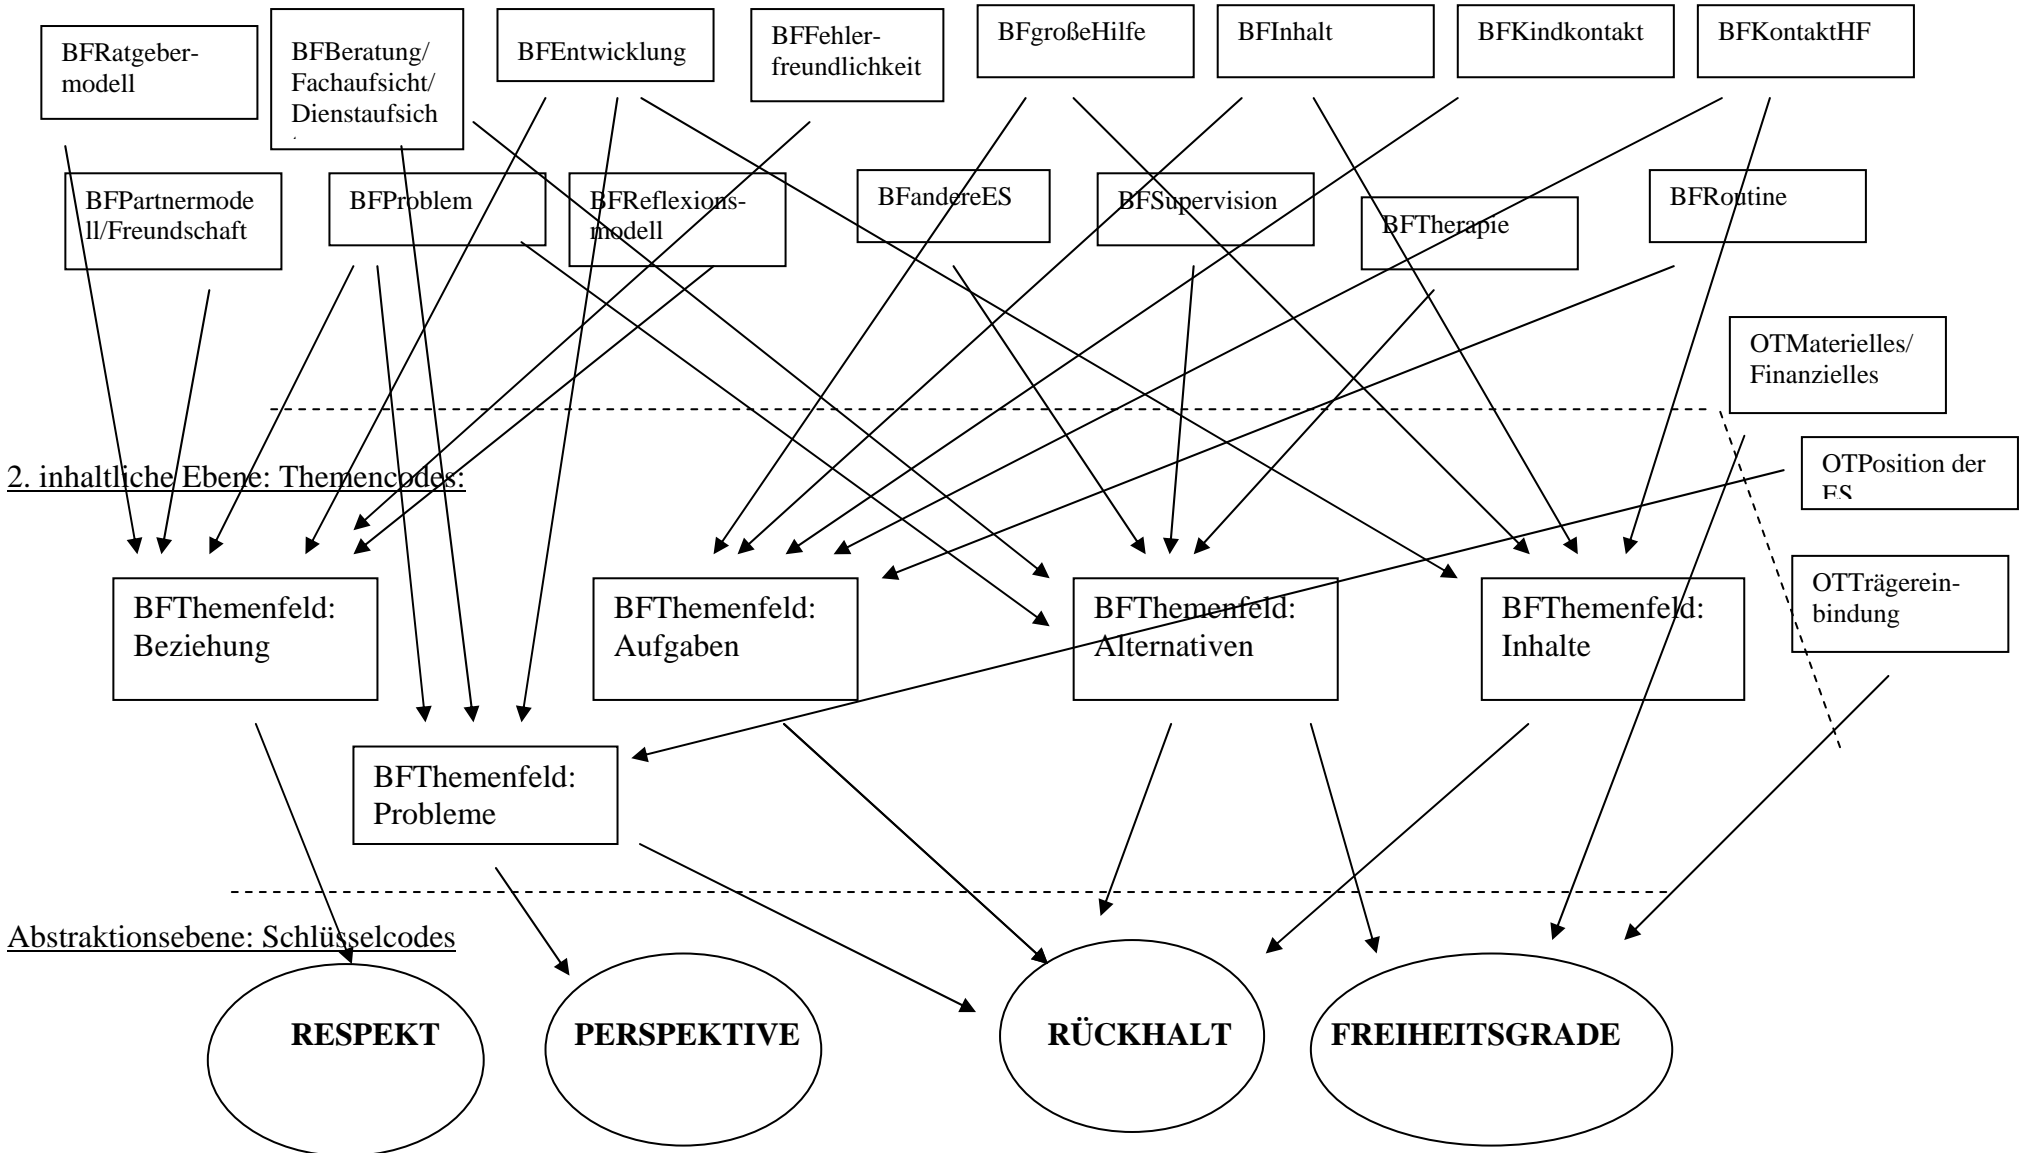 BFRatgeber-
modell
BFBeratung/
Fachaufsicht/
Dienstaufsich
BFEntwicklung
BFFehler-
freundlichkeit
BFgroßeHilfe
BFInhalt
BFKindkontakt
BFKontaktHF
BFPartnermode
ll/Freundschaft
BFProblem
BFReflexions-
modell
BFandereES
BFSupervision
BFTherapie
BFRoutine
OTMaterielles/
Finanzielles
2. inhaltliche Ebene: Themencodes:
OTPosition der
ES
BFThemenfeld:
Beziehung
BFThemenfeld:
Aufgaben
BFThemenfeld:
Alternativen
BFThemenfeld:
Inhalte
OTTrägerein-
bindung
BFThemenfeld:
Probleme
Abstraktionsebene: Schlüsselcodes
RESPEKT
PERSPEKTIVE
RÜCKHALT
FREIHEITSGRADE